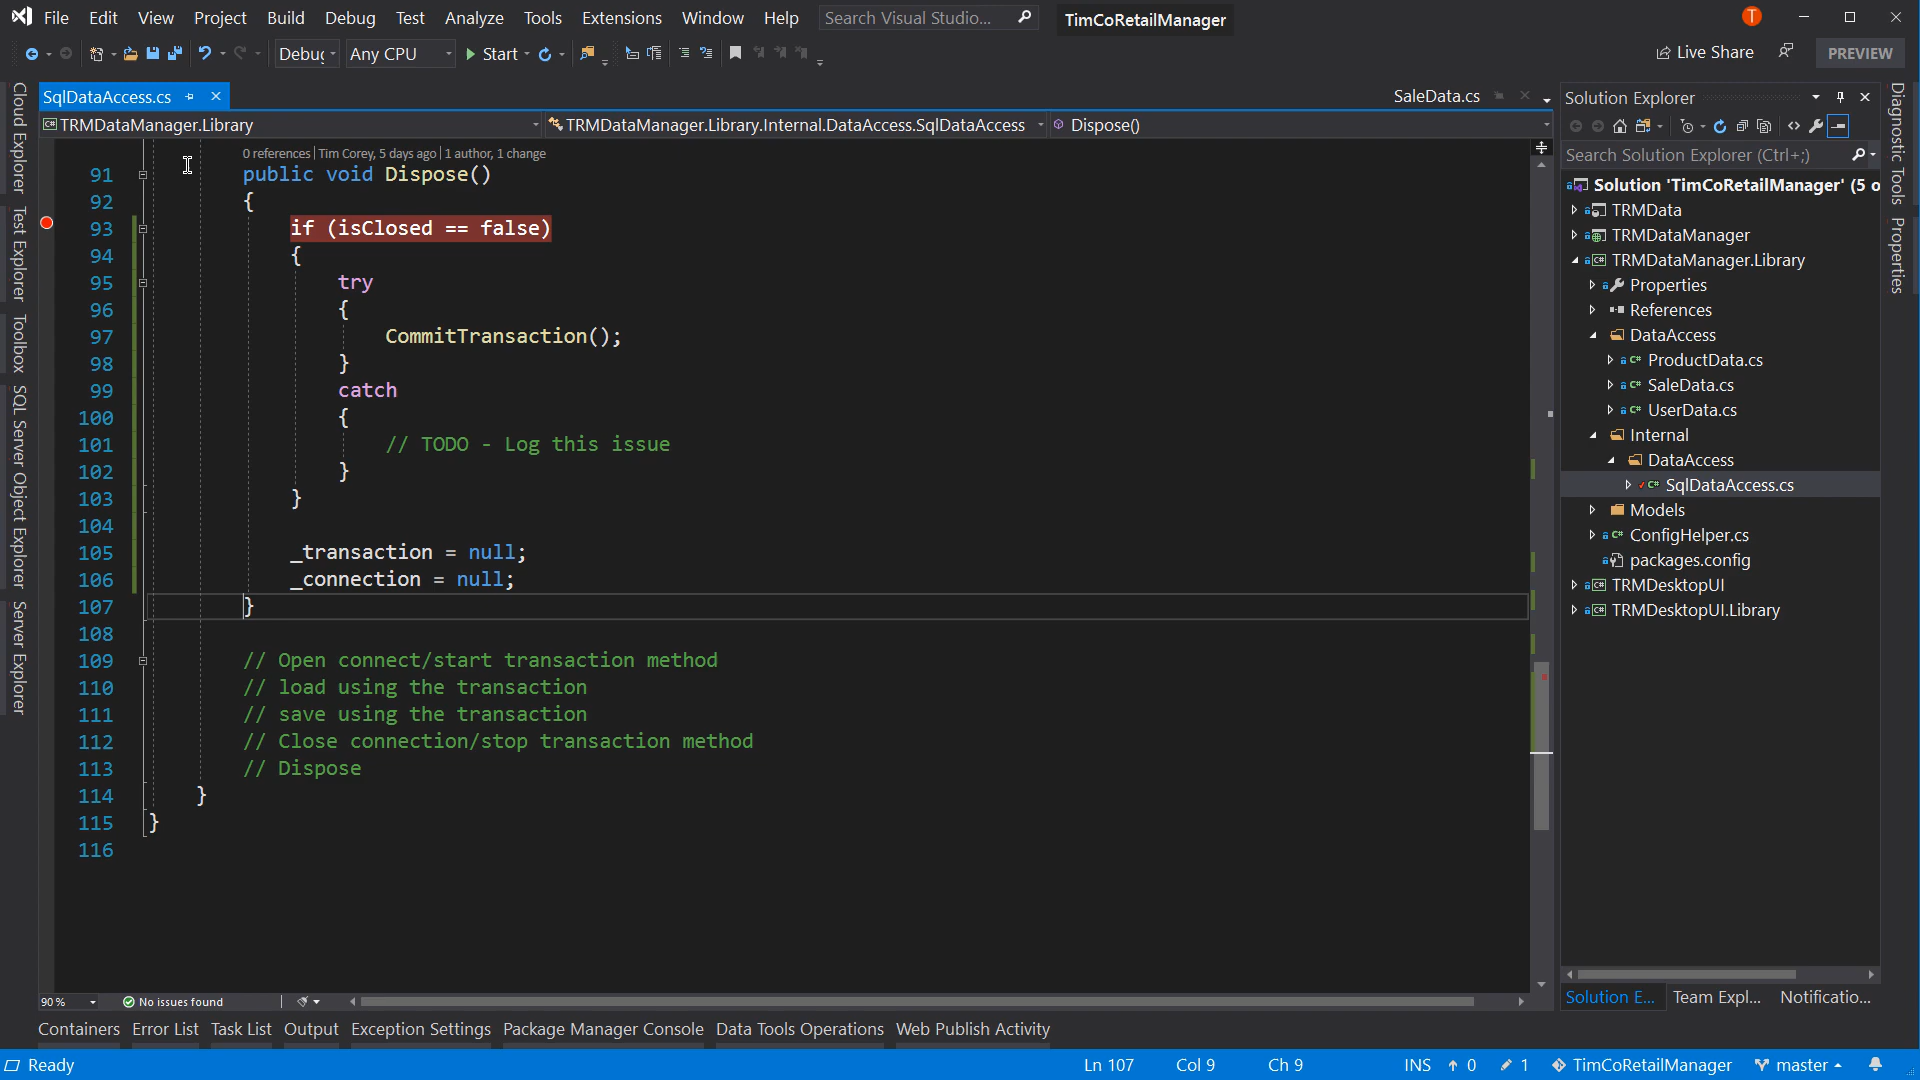 File Edit View Project Build Debug Test Analyze Tools Extensions Window Help Search Visual Studio... TimCoRetailManager T
Debug Any CPU Start Live Share PREVIEW
SqlDataAccess.cs SaleData.cs
TRMDataManager.Library TRMDataManager.Library.Internal.DataAccess.SqlDataAccess Dispose()
0 references | Tim Corey, 5 days ago | 1 author, 1 change
91 public void Dispose()
92 {
93 if (isClosed == false)
94 {
95 try
96 {
97 CommitTransaction();
98 }
99 catch
100 {
101 // TODO - Log this issue
102 }
103 }
104
105 _transaction = null;
106 _connection = null;
107 }
108
109 // Open connect/start transaction method
110 // load using the transaction
111 // save using the transaction
112 // Close connection/stop transaction method
113 // Dispose
114 }
115 }
116
90 % No issues found
Cloud Explorer
Test Explorer
Toolbox
SQL Server Object Explorer
Server Explorer
Solution Explorer
Search Solution Explorer (Ctrl+;)
Solution 'TimCoRetailManager' (5 o
TRMData
TRMDataManager
TRMDataManager.Library
Properties
References
DataAccess
C# ProductData.cs
C# SaleData.cs
C# UserData.cs
Internal
DataAccess
C# SqlDataAccess.cs
Models
C# ConfigHelper.cs
packages.config
TRMDesktopUI
TRMDesktopUI.Library
Solution E... Team Expl... Notificatio...
Diagnostic Tools
Properties
Containers Error List Task List Output Exception Settings Package Manager Console Data Tools Operations Web Publish Activity
Ready Ln 107 Col 9 Ch 9 INS 0 1 TimCoRetailManager master